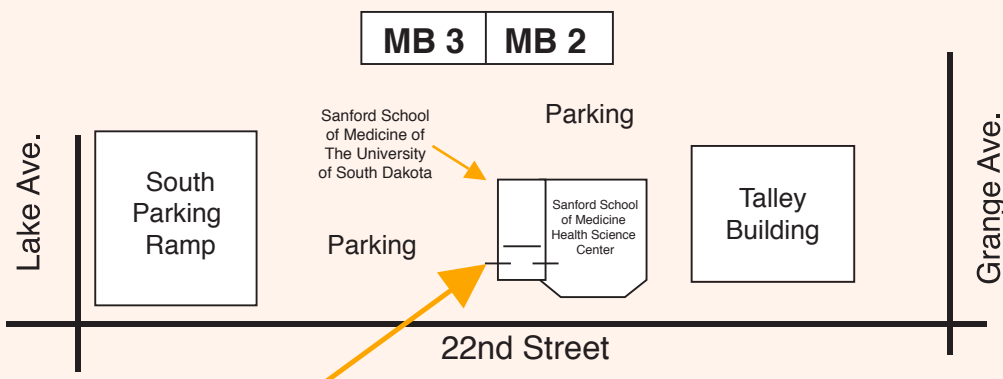 MB 3 MB 2
Sanford School
of Medicine of
The University
of South Dakota
Parking
Lake Ave.
South
Parking
Ramp
Parking
Sanford School
of Medicine
Health Science
Center
Talley
Building
Grange Ave.
22nd Street